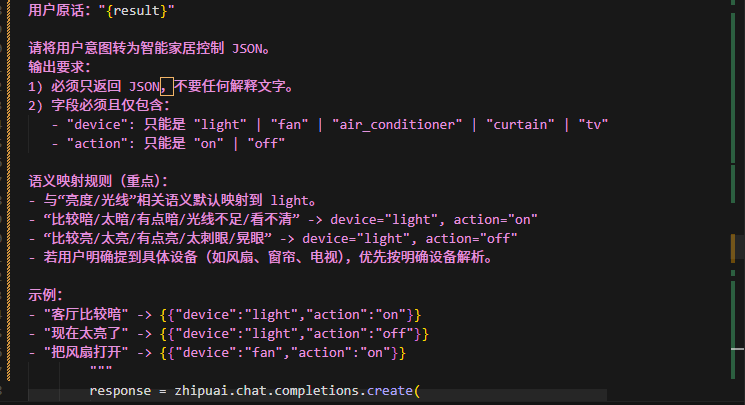 用户原话："{result}"
请将用户意图转为智能家居控制 JSON。
输出要求：
1) 必须只返回 JSON，不要任何解释文字。
2) 字段必须且仅包含：
- "device": 只能是 "light" | "fan" | "air_conditioner" | "curtain" | "tv"
- "action": 只能是 "on" | "off"
语义映射规则（重点）：
- 与“亮度/光线”相关语义默认映射到 light。
- “比较暗/太暗/有点暗/光线不足/看不清” -> device="light", action="on"
- “比较亮/太亮/有点亮/太刺眼/晃眼” -> device="light", action="off"
- 若用户明确提到具体设备（如风扇、窗帘、电视），优先按明确设备解析。
示例：
- "客厅比较暗" -> {{"device":"light","action":"on"}}
- "现在太亮了" -> {{"device":"light","action":"off"}}
- "把风扇打开" -> {{"device":"fan","action":"on"}}
"""
response = zhipuai.chat.completions.create(